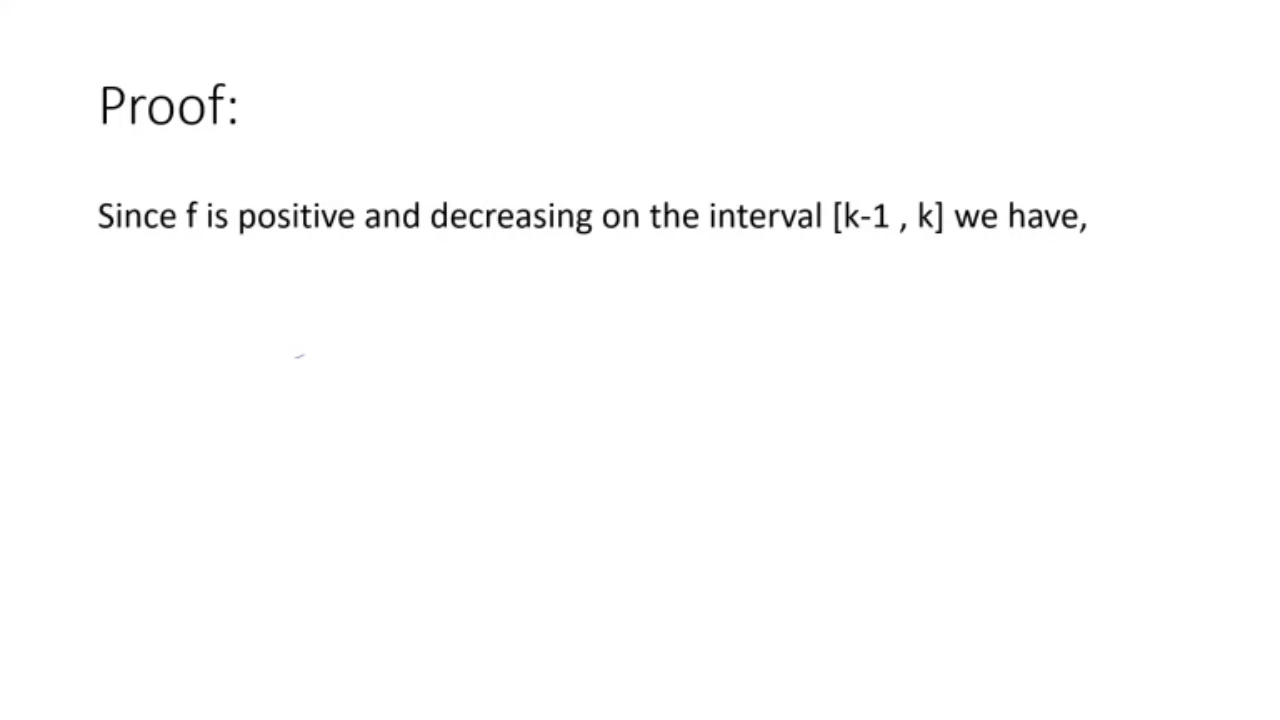 Proof:
Since f is positive and decreasing on the interval [k-1 , k] we have,